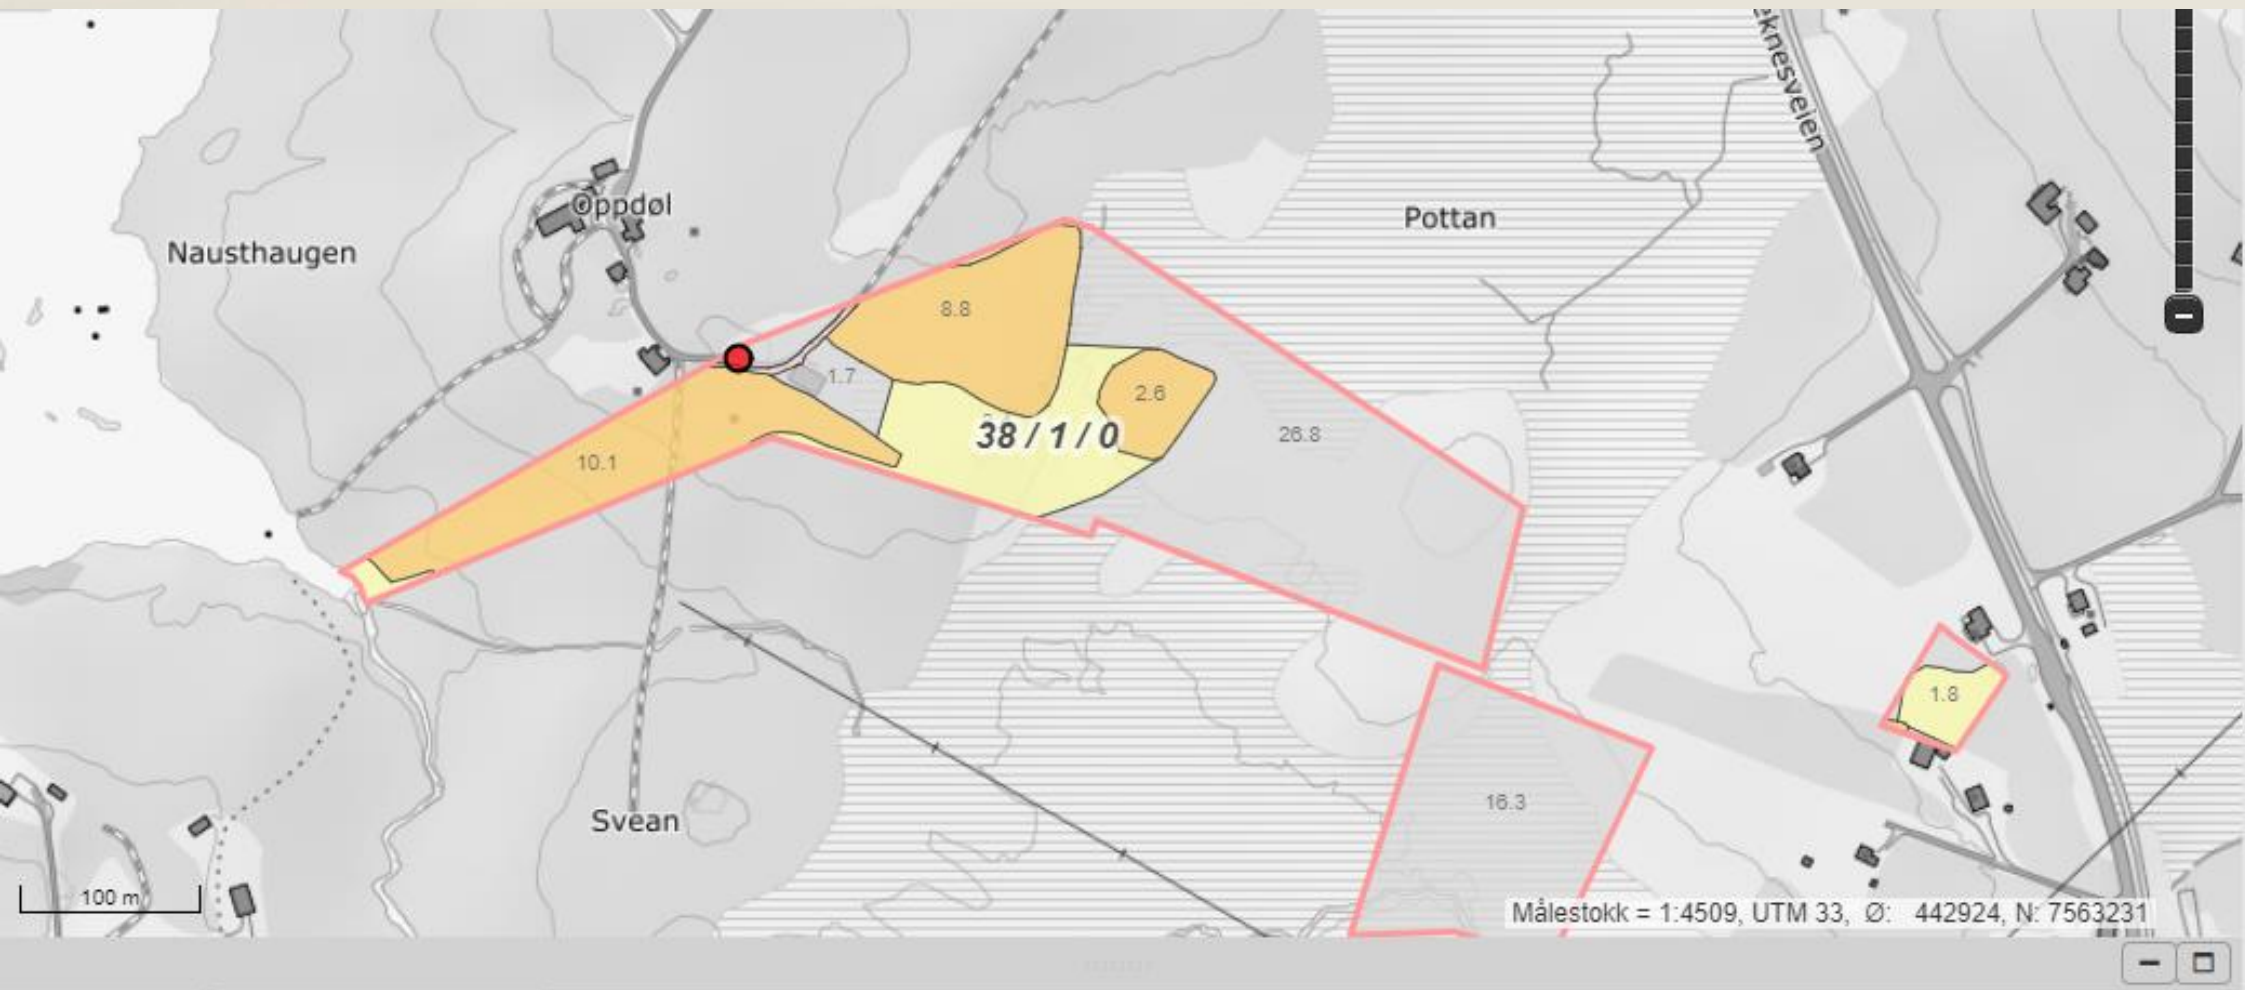 eknesveien
Oppdøl
Pottan
Nausthaugen
8.8
1.7
2.6
38 / 1 / 0
26.8
10.1
1.8
16.3
Svean
100 m
Målestokk = 1:4509, UTM 33, Ø: 442924, N: 7563231